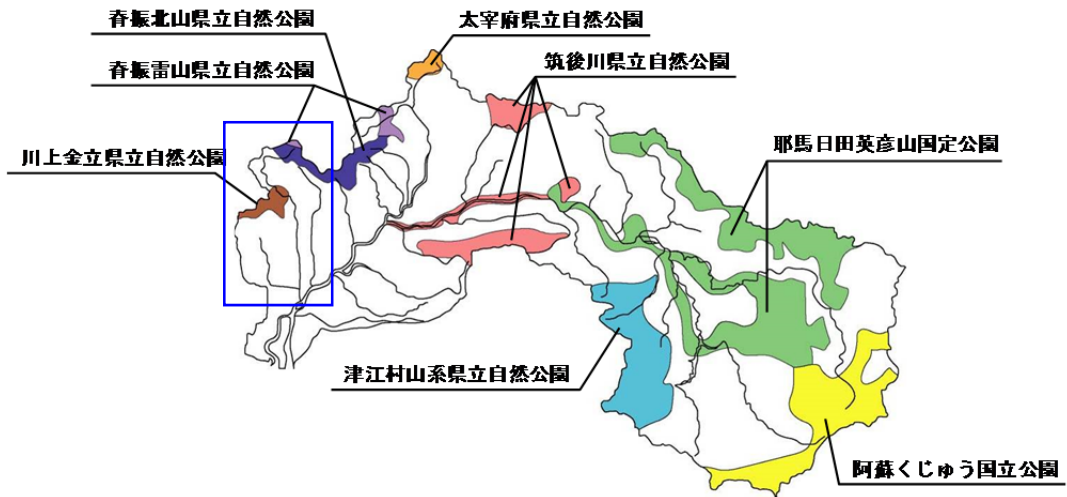 脊振北山県立自然公園
太宰府県立自然公園
脊振雷山県立自然公園
筑後川県立自然公園
川上金立県立自然公園
耶馬日田英彦山国定公園
津江村山系県立自然公園
阿蘇くじゅう国立公園